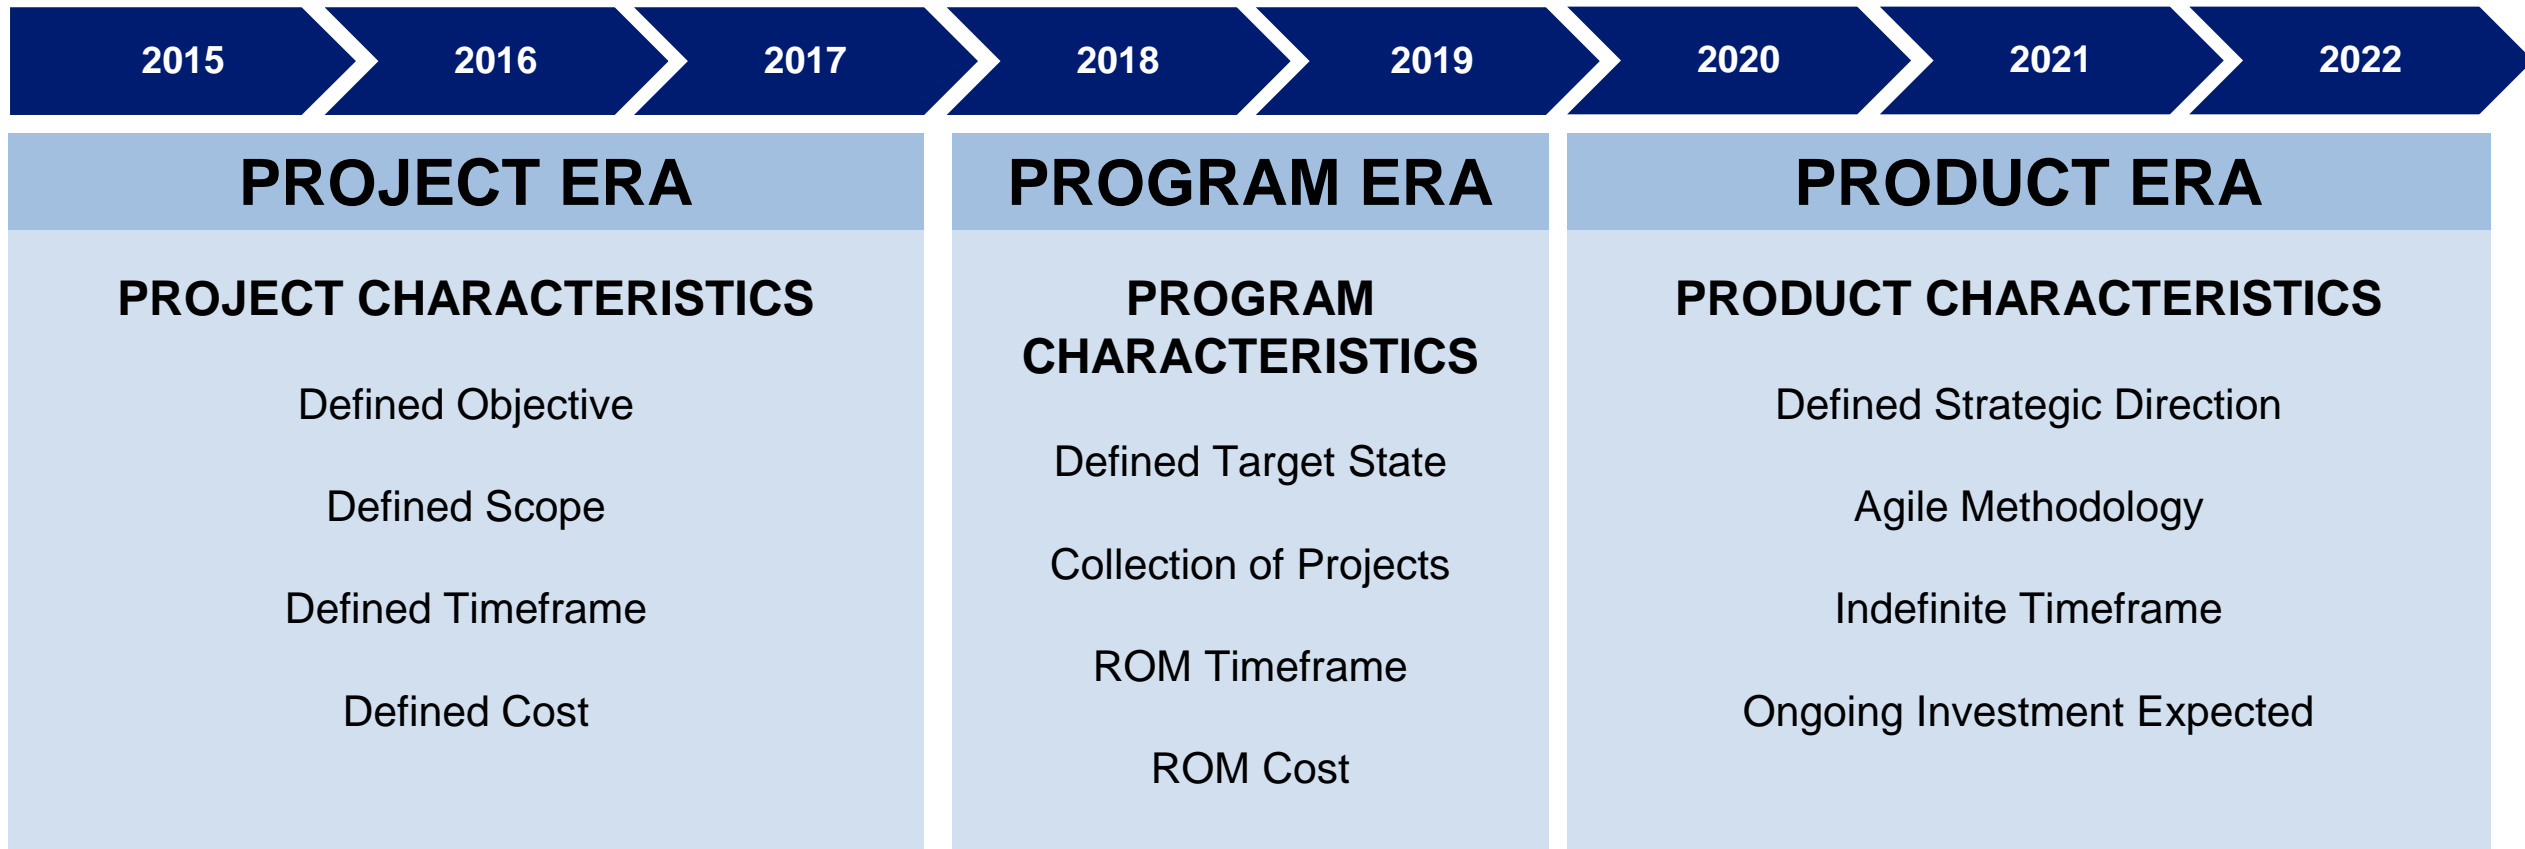 2015
2016
2017
2018
2019
2020
2021
2022
PROJECT ERA
PROJECT CHARACTERISTICS
Defined Objective
Defined Scope
Defined Timeframe
Defined Cost
PROGRAM ERA
PROGRAM
CHARACTERISTICS
Defined Target State
Collection of Projects
ROM Timeframe
ROM Cost
PRODUCT ERA
PRODUCT CHARACTERISTICS
Defined Strategic Direction
Agile Methodology
Indefinite Timeframe
Ongoing Investment Expected